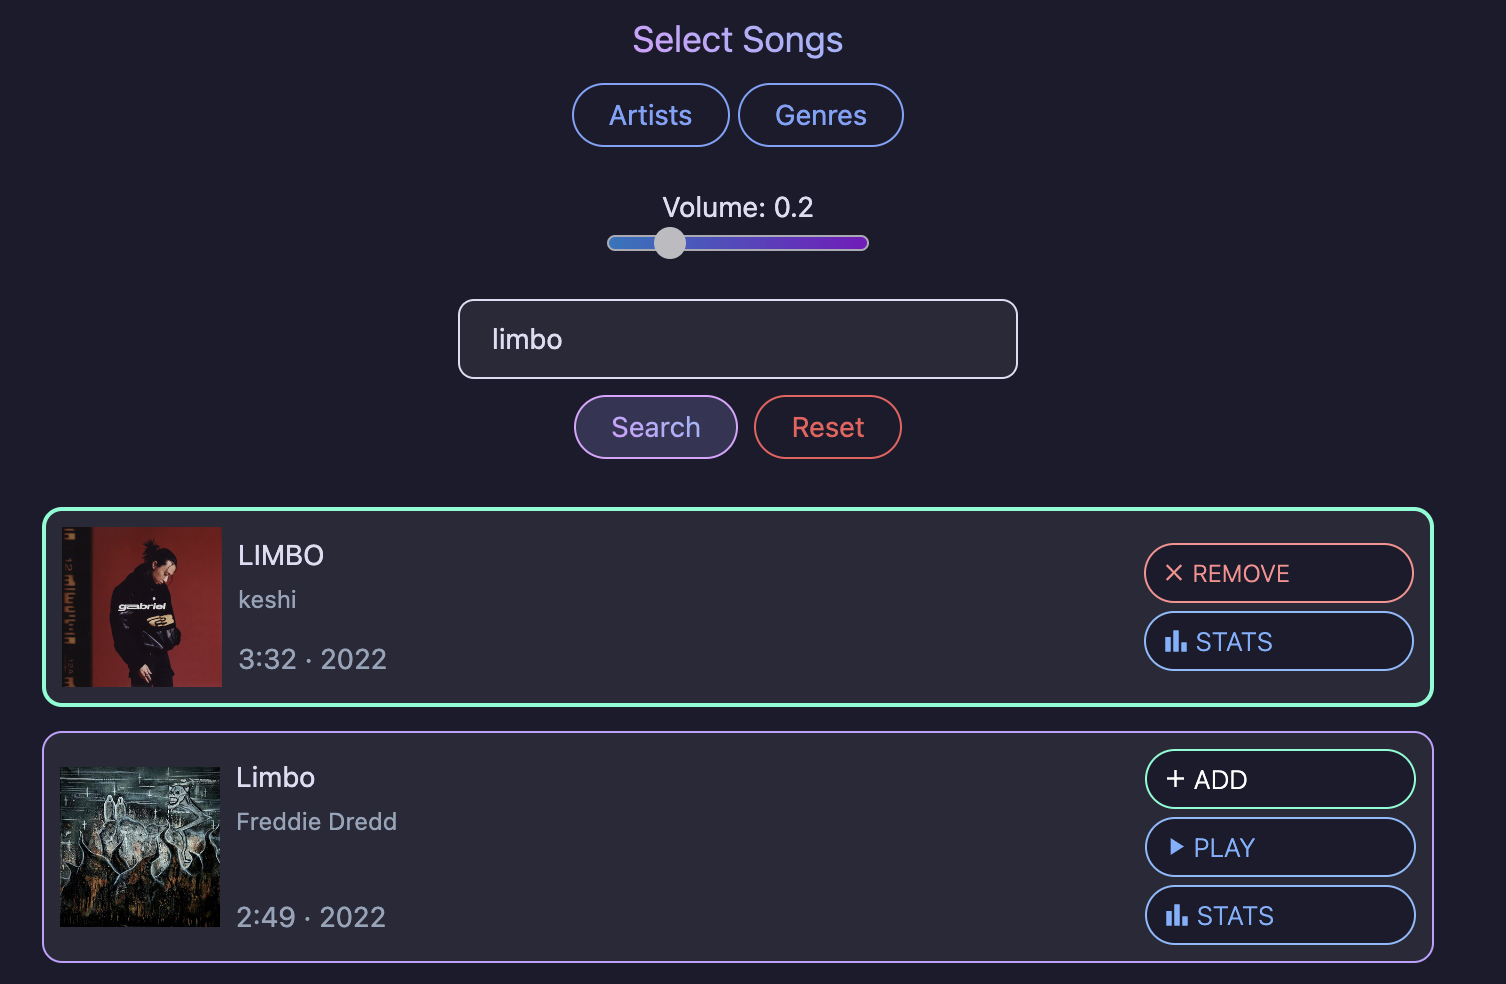 Select Songs
Artists Genres
Volume: 0.2
limbo
Search Reset
LIMBO
keshi
3:32 · 2022
gabriel
REMOVE
STATS
Limbo
Freddie Dredd
2:49 · 2022
+ ADD
PLAY
STATS